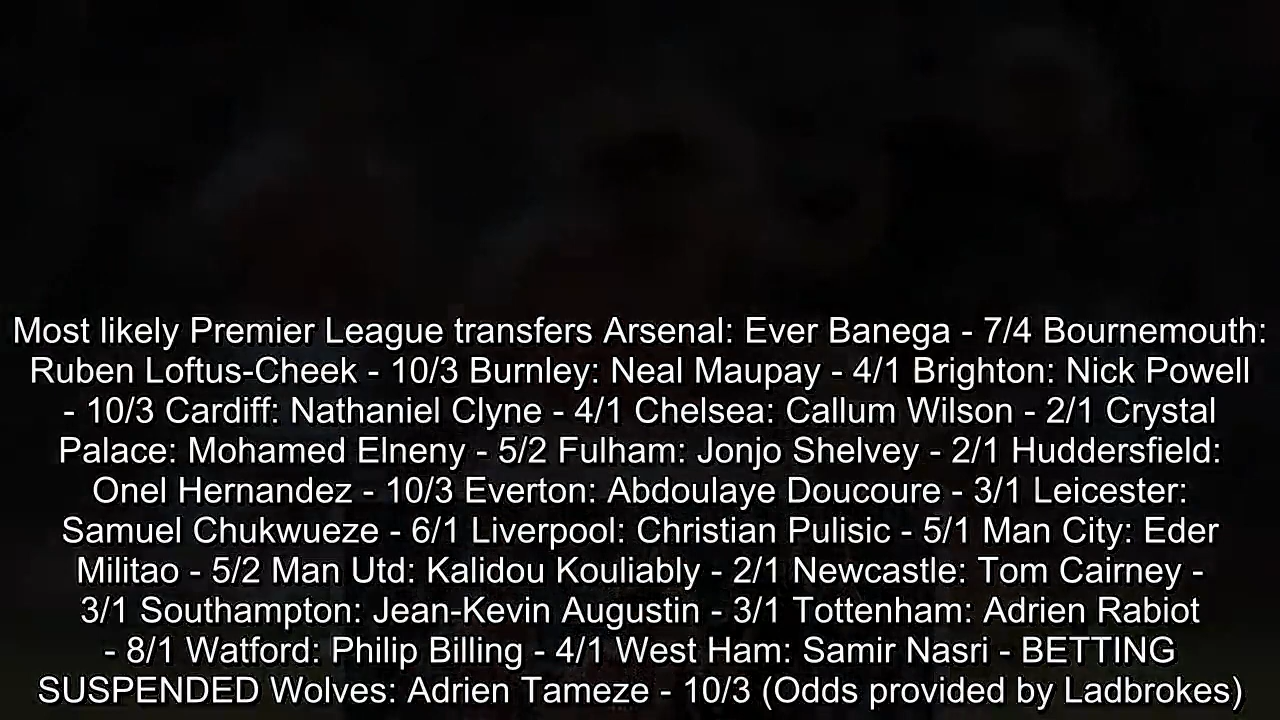 Most likely Premier League transfers Arsenal: Ever Banega - 7/4 Bournemouth:
Ruben Loftus-Cheek - 10/3 Burnley: Neal Maupay - 4/1 Brighton: Nick Powell
- 10/3 Cardiff: Nathaniel Clyne - 4/1 Chelsea: Callum Wilson - 2/1 Crystal
Palace: Mohamed Elneny - 5/2 Fulham: Jonjo Shelvey - 2/1 Huddersfield:
Onel Hernandez - 10/3 Everton: Abdoulaye Doucoure - 3/1 Leicester:
Samuel Chukwueze - 6/1 Liverpool: Christian Pulisic - 5/1 Man City: Eder
Militao - 5/2 Man Utd: Kalidou Kouliably - 2/1 Newcastle: Tom Cairney -
3/1 Southampton: Jean-Kevin Augustin - 3/1 Tottenham: Adrien Rabiot
- 8/1 Watford: Philip Billing - 4/1 West Ham: Samir Nasri - BETTING
SUSPENDED Wolves: Adrien Tameze - 10/3 (Odds provided by Ladbrokes)